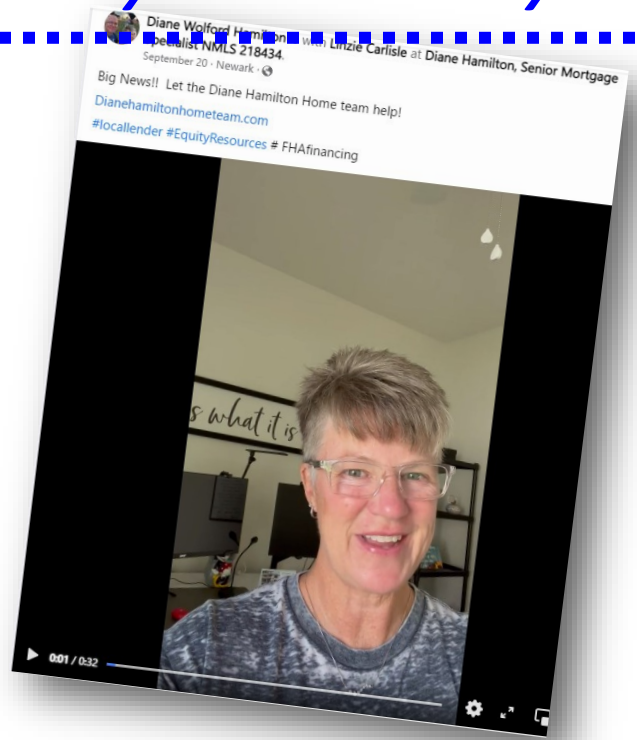 Diane Wolford Hamilton with Linzie Carlisle at Diane Hamilton, Senior Mortgage
Specialist NMLS 218434.
September 20 · Newark ·
Big News!! Let the Diane Hamilton Home team help!
Dianehamiltonhometeam.com
#locallender #EquityResources # FHAfinancing
s what it is
0:01 / 0:32